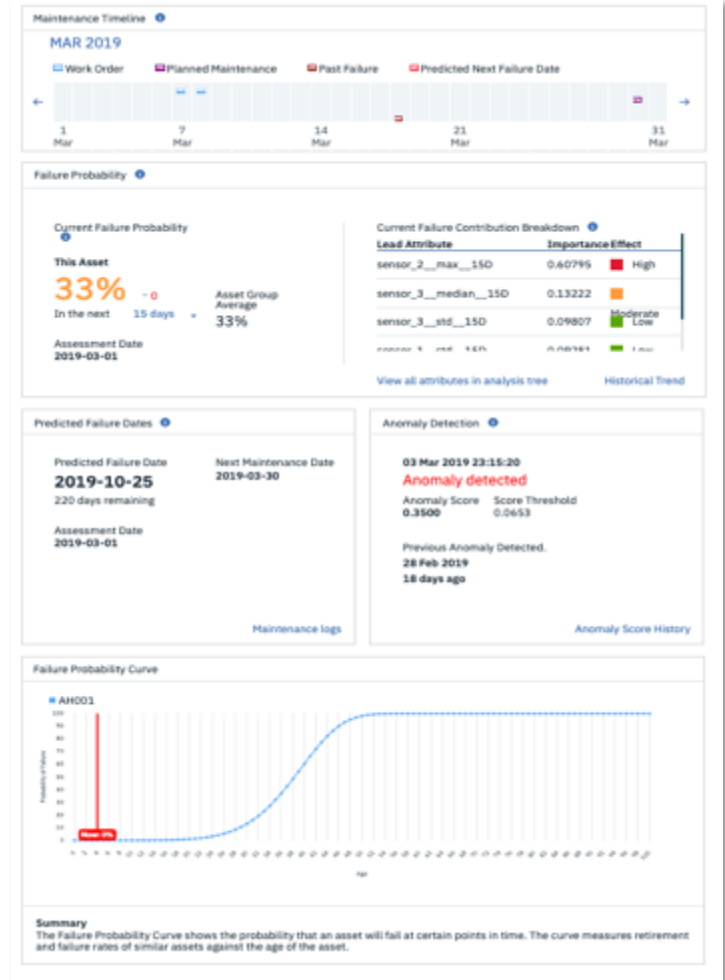 Maintenance Timeline
MAR 2019
Work Order Planned Maintenance Past Failure Predicted Next Failure Date
1 7 14 21 31
Mar Mar Mar Mar Mar
Failure Probability
Current Failure Probability
This Asset
33% - 0
In the next 15 days
Asset Group
Average
33%
Assessment Date
2019-03-01
Current Failure Contribution Breakdown
Lead Attribute Importance Effect
sensor_2__max__15D 0.60795 High
sensor_3__median__15D 0.13222 Moderate
sensor_3__std__15D 0.09807 Low
View all attributes in analysis tree Historical Trend
Predicted Failure Dates
Predicted Failure Date
2019-10-25
220 days remaining
Next Maintenance Date
2019-03-30
Assessment Date
2019-03-01
Maintenance logs
Anomaly Detection
03 Mar 2019 23:15:20
Anomaly detected
Anomaly Score Score Threshold
0.3500 0.0653
Previous Anomaly Detected.
28 Feb 2019
18 days ago
Anomaly Score History
Failure Probability Curve
AH001
Probability of Failure
Age
Summary
The Failure Probability Curve shows the probability that an asset will fail at certain points in time. The curve measures retirement
and failure rates of similar assets against the age of the asset.